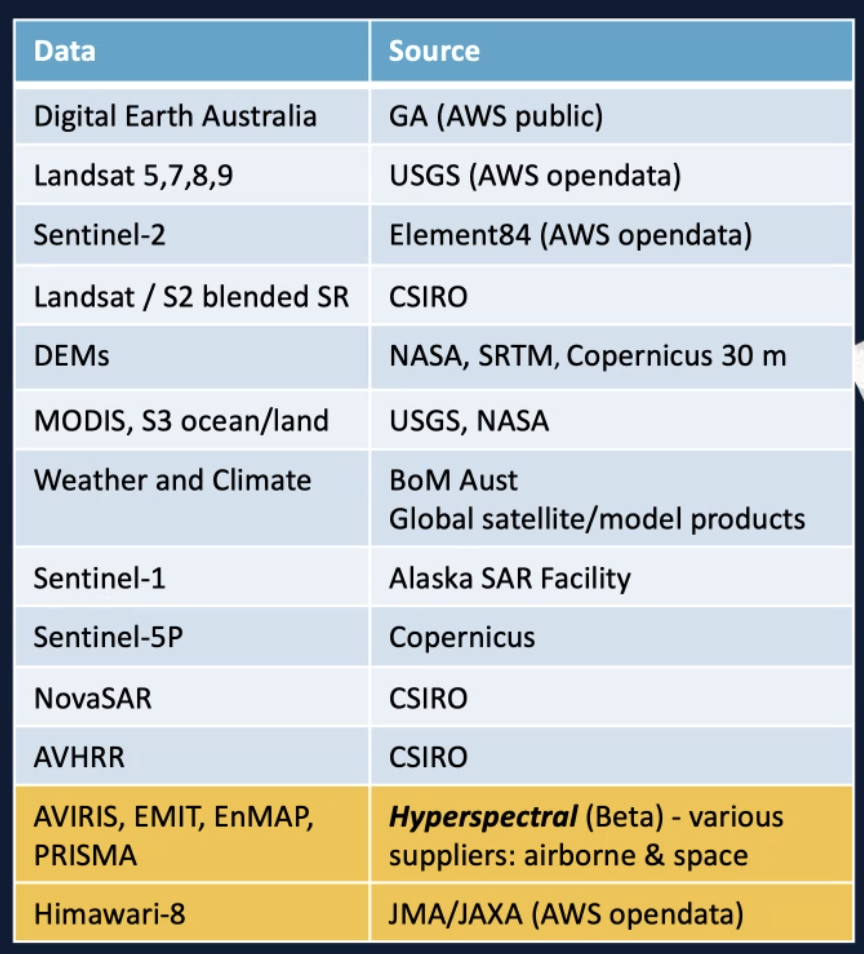 Data Source
Digital Earth Australia GA (AWS public)
Landsat 5,7,8,9 USGS (AWS opendata)
Sentinel-2 Element84 (AWS opendata)
Landsat / S2 blended SR CSIRO
DEMs NASA, SRTM, Copernicus 30 m
MODIS, S3 ocean/land USGS, NASA
Weather and Climate BoM Aust
Global satellite/model products
Sentinel-1 Alaska SAR Facility
Sentinel-5P Copernicus
NovaSAR CSIRO
AVHRR CSIRO
AVIRIS, EMIT, EnMAP, Hyperspectral (Beta) - various
PRISMA suppliers: airborne & space
Himawari-8 JMA/JAXA (AWS opendata)